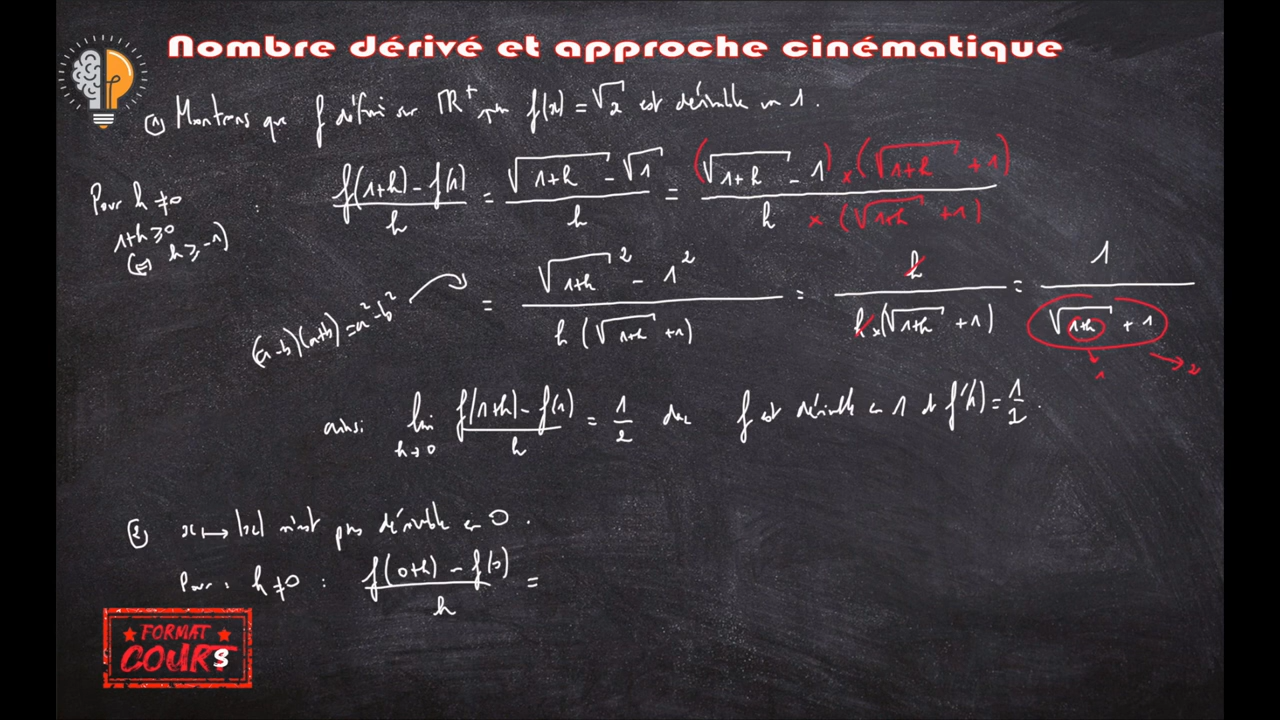 Nombre dérivé et approche cinématique
① Montrons que f définie sur ℝ⁺ par f(x) = √x est dérivable en 1.
Pour h ≠ 0
1+h ≥ 0
(⇔ h ≥ -1)
: (f(1+h) - f(1))/h = (√(1+h) - √1)/h = ((√(1+h) - 1) × (√(1+h) + 1))/(h × (√(1+h) + 1))
(a-b)(a+b) = a² - b²
= (√(1+h)² - 1²)/(h(√(1+h) + 1)) = h/(h × (√(1+h) + 1)) = 1/(√(1+h) + 1)
→ 1
→ 2
ainsi lim h→0 (f(1+h) - f(1))/h = 1/2 donc f est dérivable en 1 et f'(1) = 1/2.
② x ↦ |x| n'est pas dérivable en 0.
Pour : h ≠ 0 : (f(0+h) - f(0))/h =
FORMAT
COURS